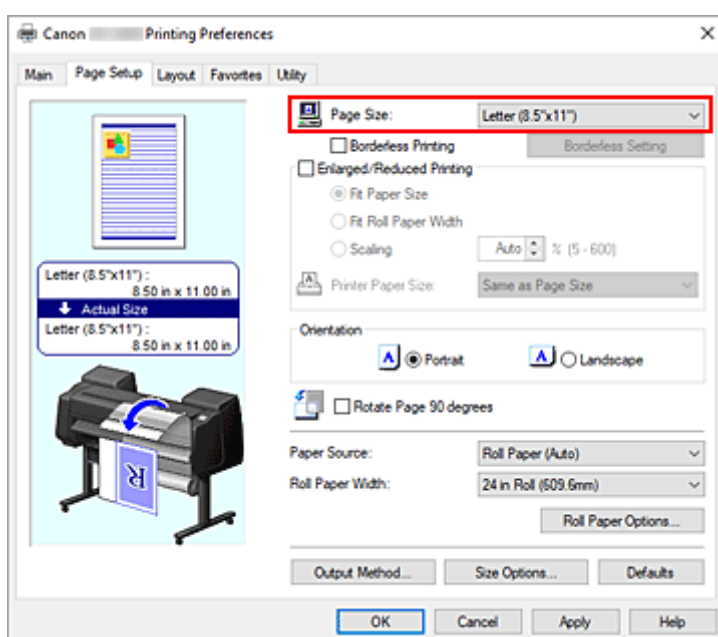 Canon Printing Preferences
Main Page Setup Layout Favorites Utility
Page Size: Letter (8.5"x11")
Borderless Printing Borderless Setting
Enlarged/Reduced Printing
Fit Paper Size
Fit Roll Paper Width
Scaling Auto % (5 - 600)
Printer Paper Size: Same as Page Size
Letter (8.5"x11") :
8.50 in x 11.00 in
Actual Size
Letter (8.5"x11") :
8.50 in x 11.00 in
Orientation
A Portrait A Landscape
Rotate Page 90 degrees
R
Paper Source: Roll Paper (Auto)
Roll Paper Width: 24 in Roll (609.6mm)
Roll Paper Options...
Output Method... Size Options... Defaults
OK Cancel Apply Help